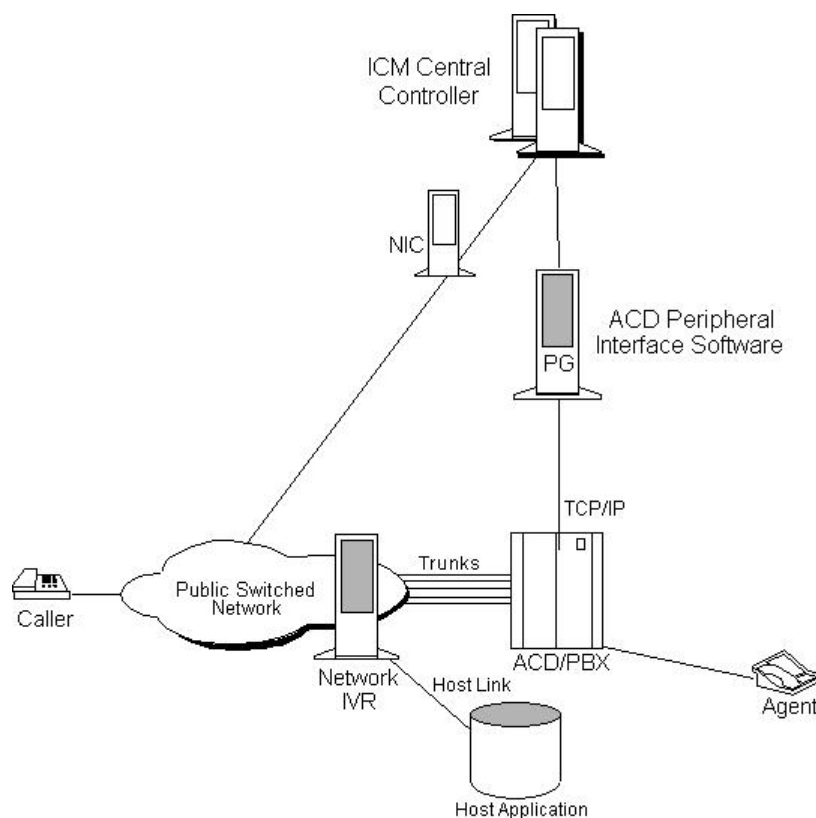 ICM Central
Controller
NIC
ACD Peripheral
Interface Software
PG
TCP/IP
Trunks
Public Switched
Network
Caller
ACD/PBX
Network
IVR
Host Link
Agent
Host Application